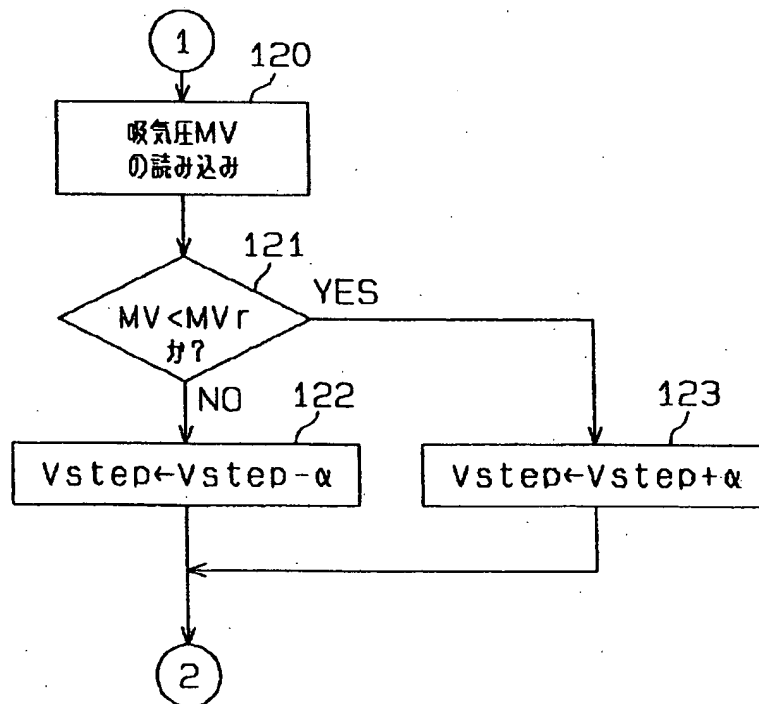 1
120
吸気圧MV
の読み込み
121
MV<MVr
か?
YES
NO
122
123
Vstep←Vstep-α
Vstep←Vstep+α
2